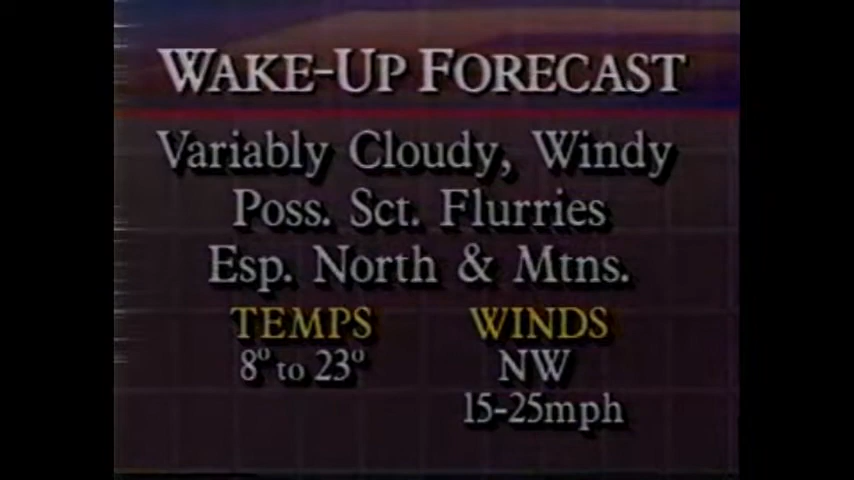 WAKE-UP FORECAST
Variably Cloudy, Windy
Poss. Sct. Flurries
Esp. North & Mtns.
TEMPS WINDS
8° to 23° NW
15-25mph